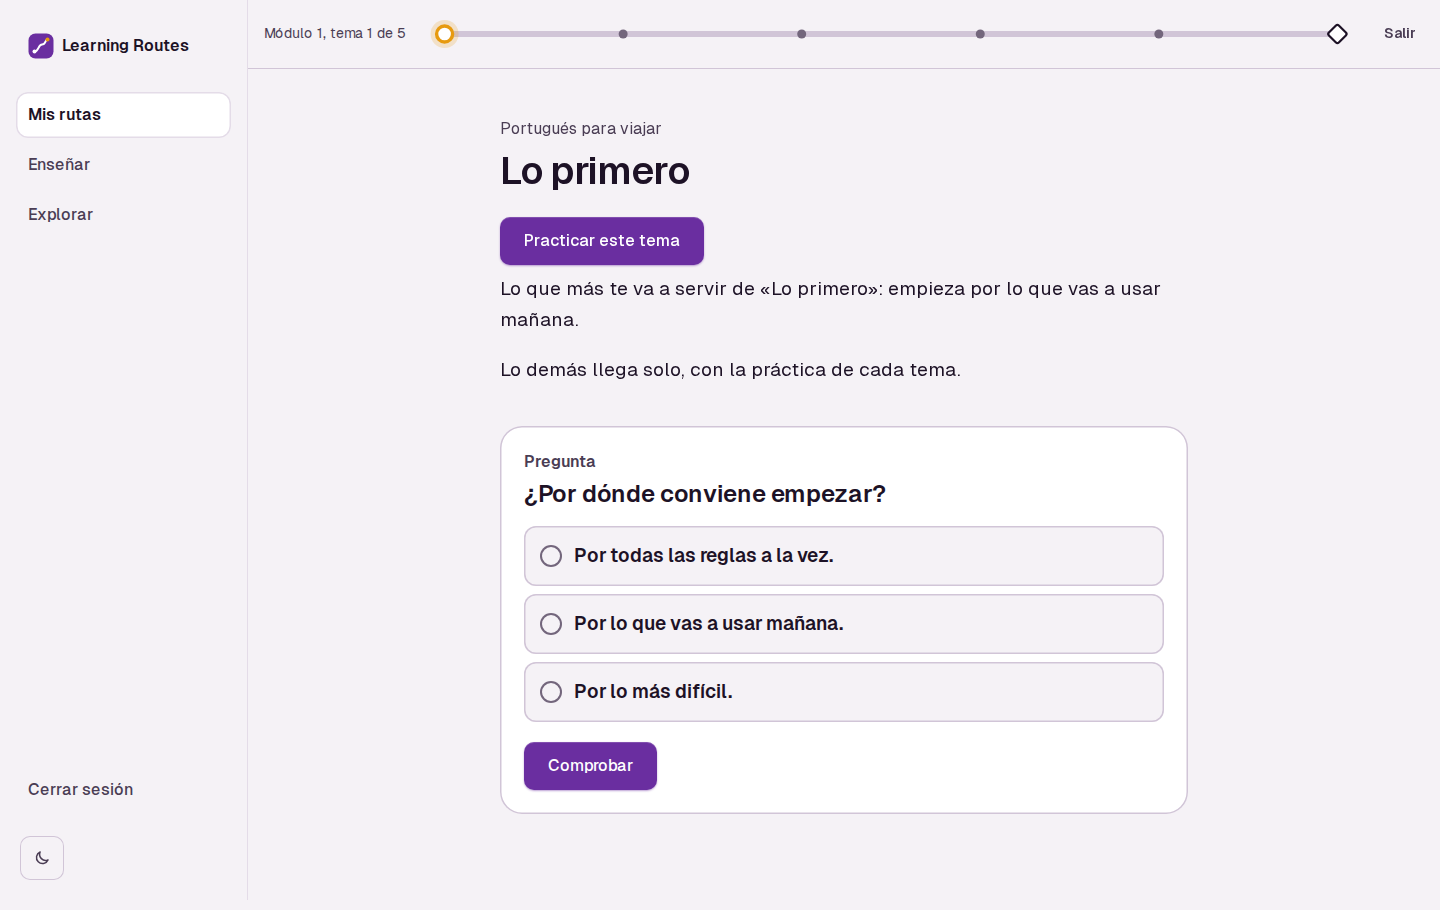 Learning Routes
Mis rutas
Enseñar
Explorar
Cerrar sesión
Módulo 1, tema 1 de 5
Salir
Portugués para viajar
Lo primero
Practicar este tema
Lo que más te va a servir de «Lo primero»: empieza por lo que vas a usar
mañana.
Lo demás llega solo, con la práctica de cada tema.
Pregunta
¿Por dónde conviene empezar?
Por todas las reglas a la vez.
Por lo que vas a usar mañana.
Por lo más difícil.
Comprobar